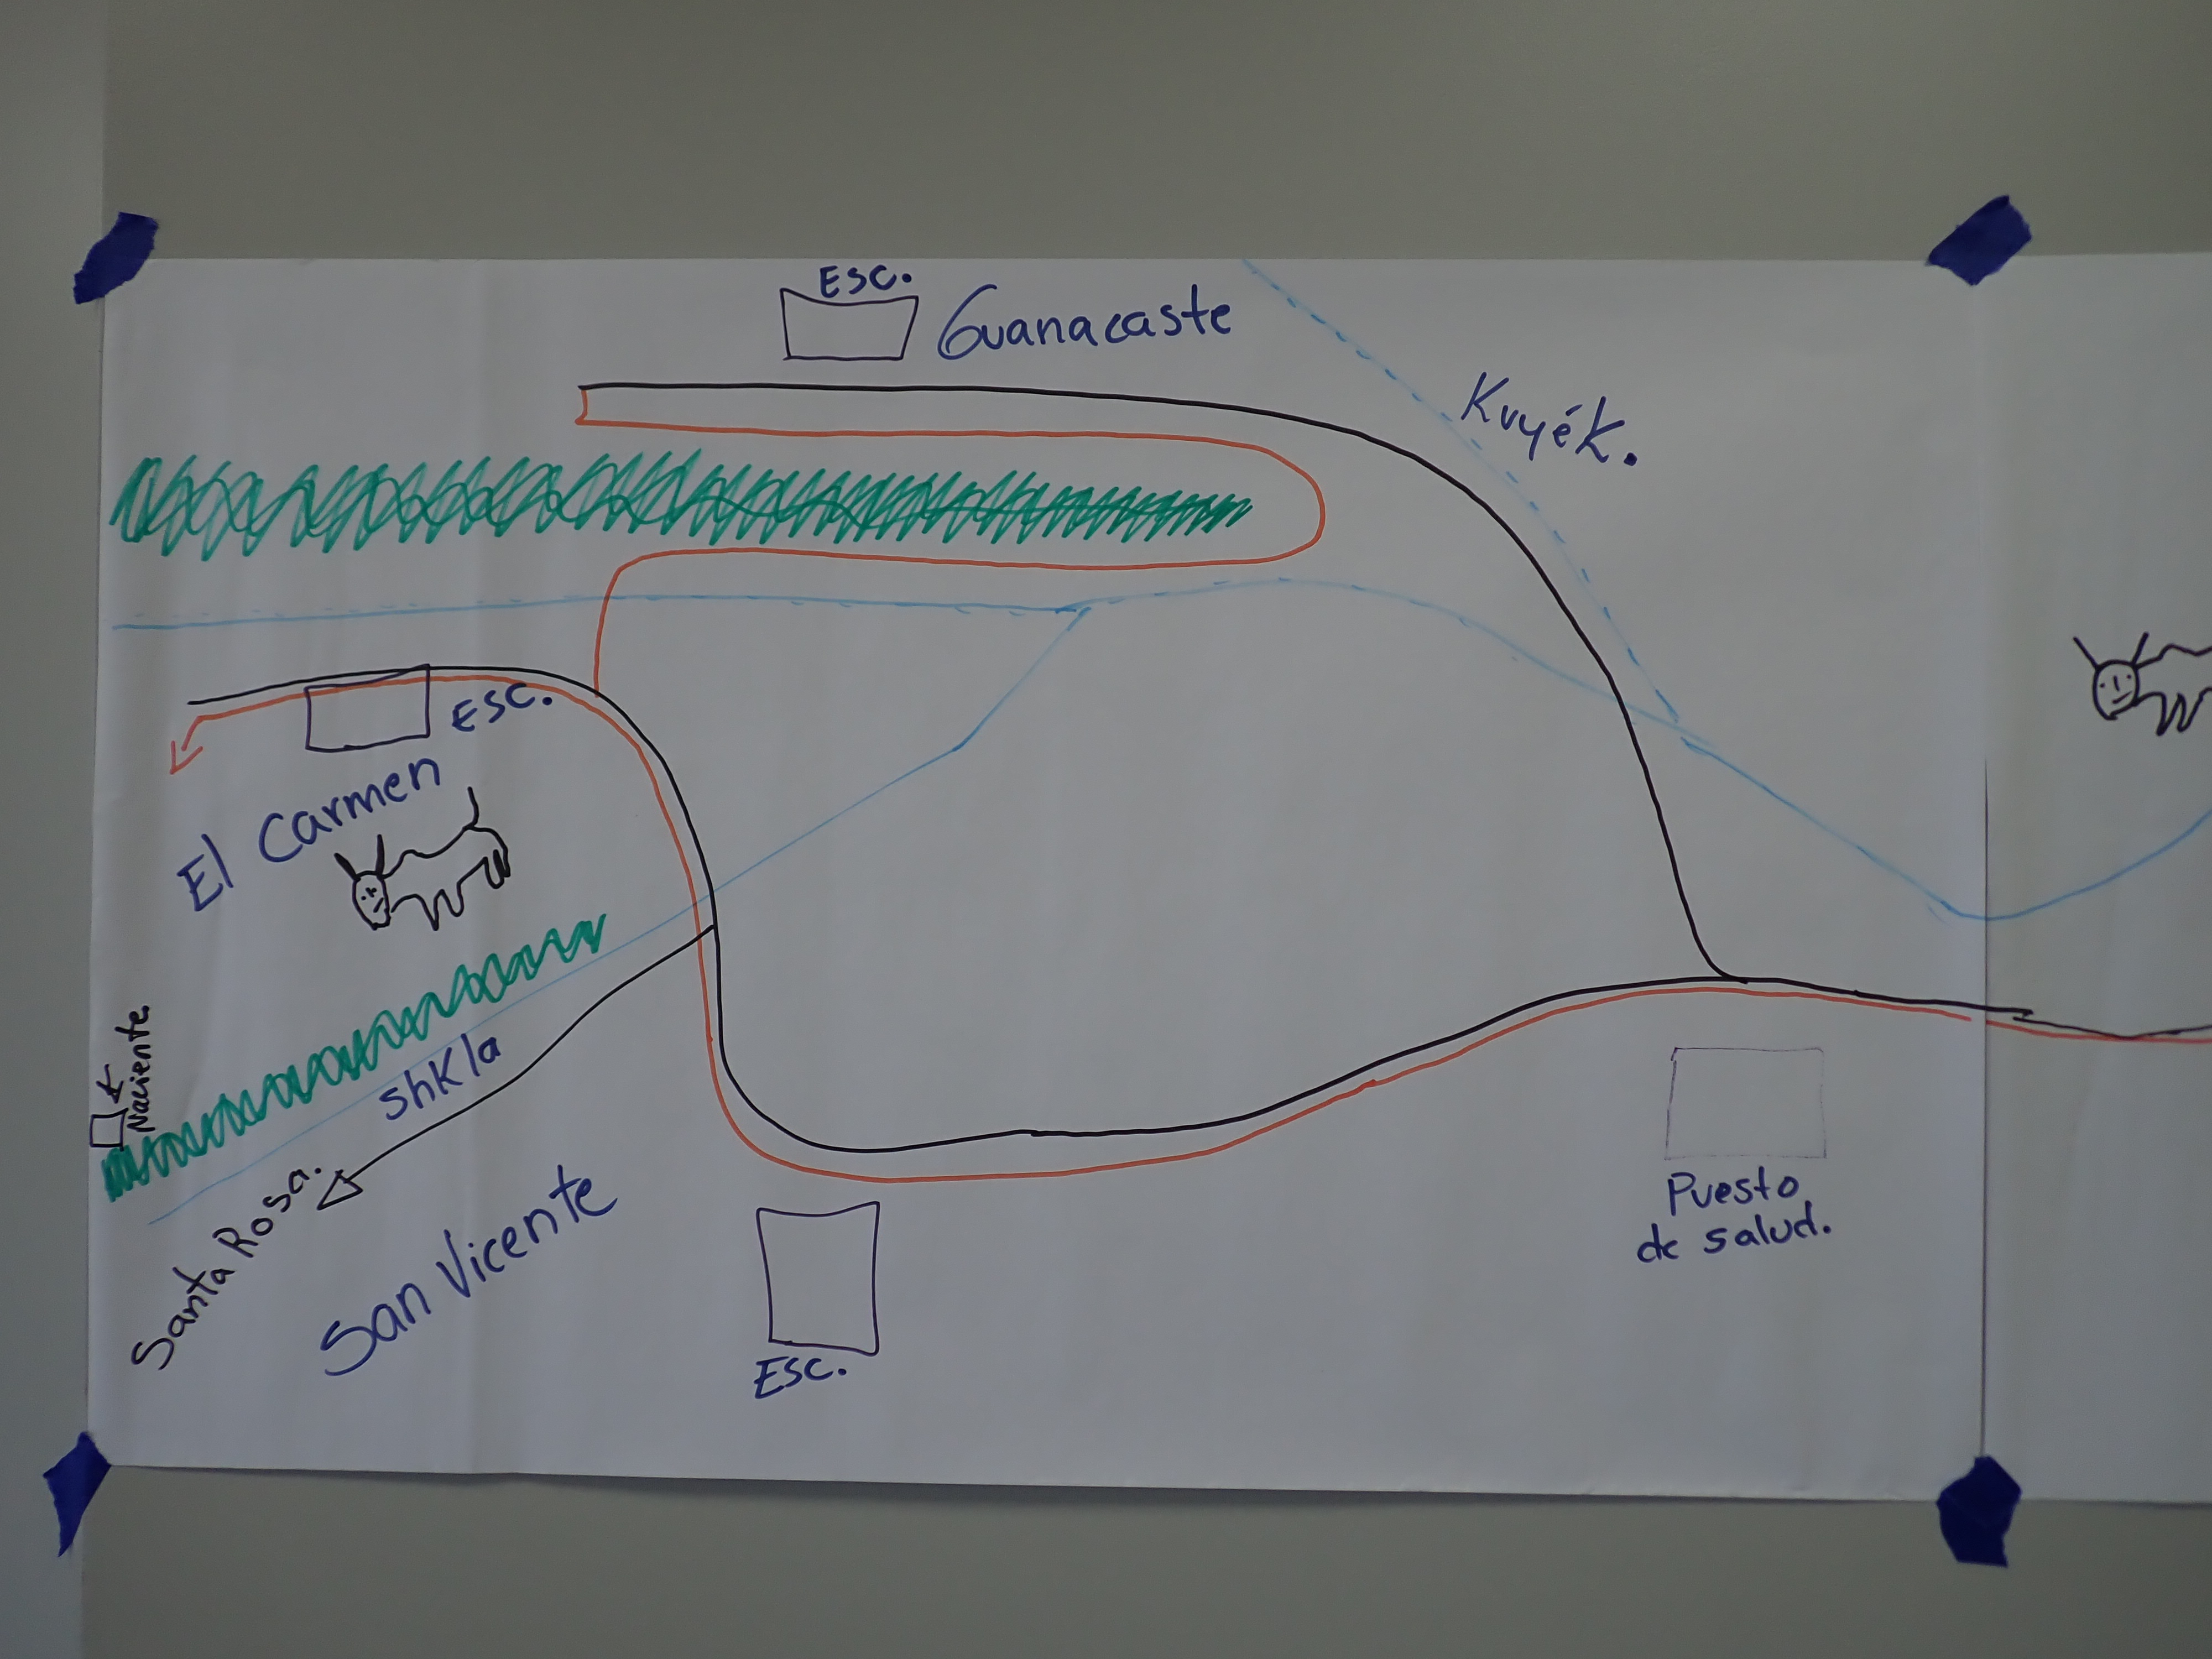 Esc.
Guanacaste
Kuyék.
Esc.
El Carmen
Naciente.
shkla
Santa Rosa.
San Vicente
Esc.
Puesto
de salud.